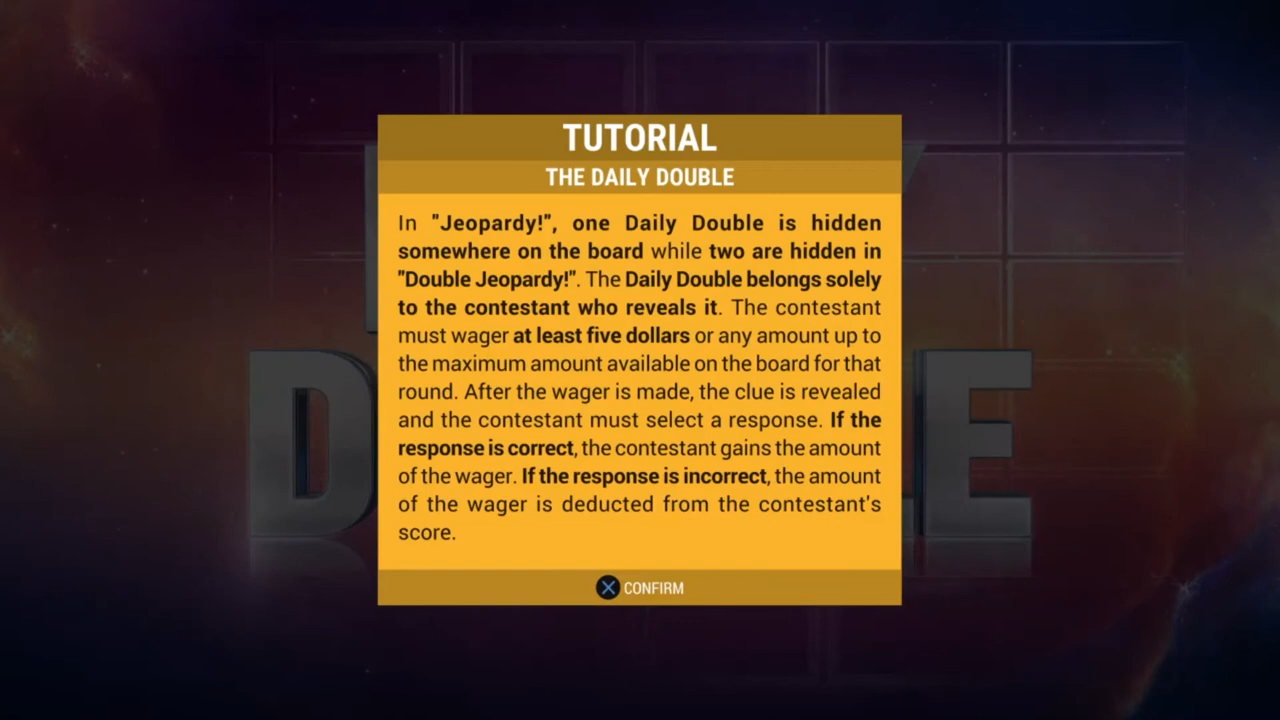 TUTORIAL
THE DAILY DOUBLE
In "Jeopardy!", one Daily Double is hidden
somewhere on the board while two are hidden in
"Double Jeopardy!". The Daily Double belongs solely
to the contestant who reveals it. The contestant
must wager at least five dollars or any amount up to
the maximum amount available on the board for that
round. After the wager is made, the clue is revealed
and the contestant must select a response. If the
response is correct, the contestant gains the amount
of the wager. If the response is incorrect, the amount
of the wager is deducted from the contestant's
score.
CONFIRM